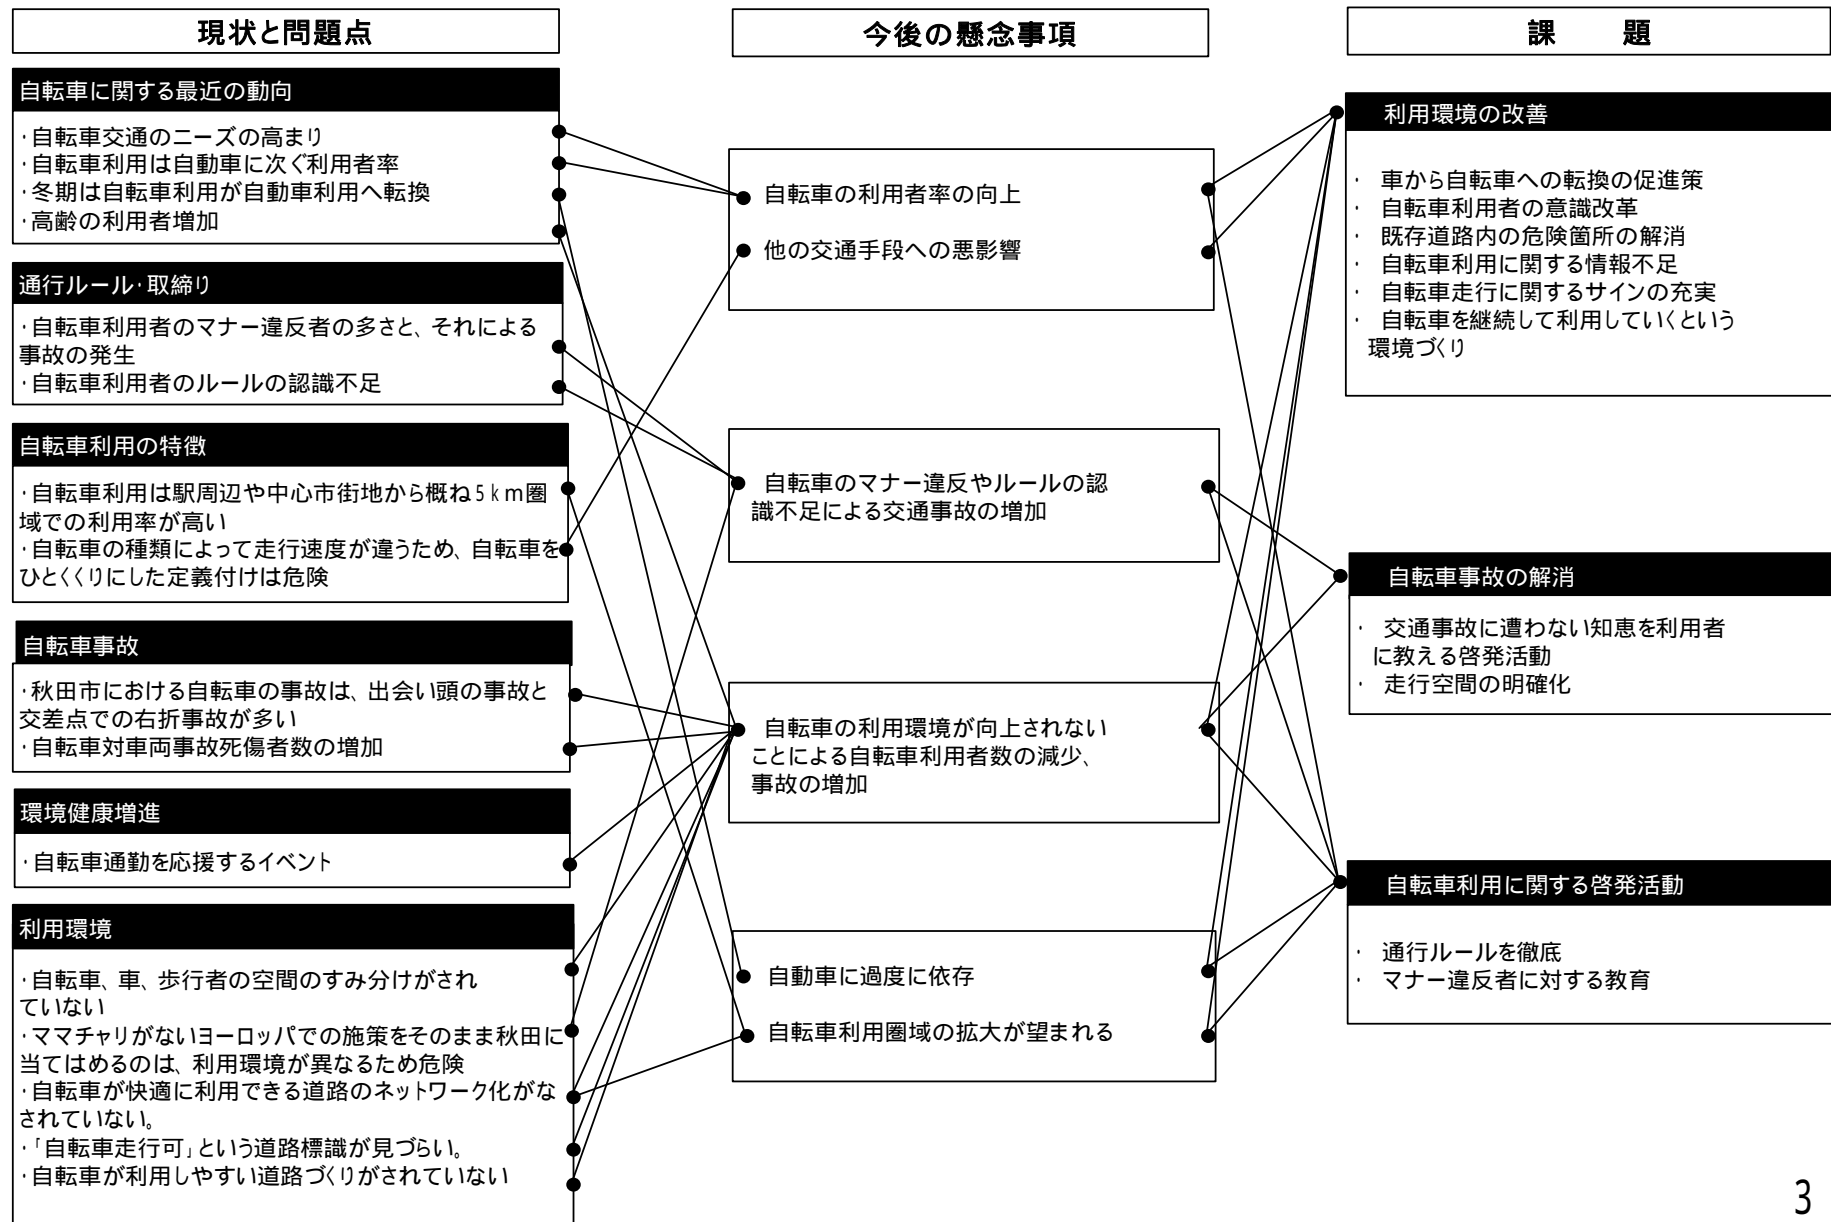 現状と問題点
自転車に関する最近の動向
・自転車交通のニーズの高まり
・自転車利用は自動車に次ぐ利用者率
・冬期は自転車利用が自動車利用へ転換
・高齢の利用者増加
通行ルール・取締り
・自転車利用者のマナー違反者の多さと、それによる
事故の発生
・自転車利用者のルールの認識不足
自転車利用の特徴
・自転車利用は駅周辺や中心市街地から概ね5km圏
域での利用率が高い
・自転車の種類によって走行速度が違うため、自転車を
ひとくくりにした定義付けは危険
自転車事故
・秋田市における自転車の事故は、出会い頭の事故と
交差点での右折事故が多い
・自転車対車両事故死傷者数の増加
環境健康増進
・自転車通勤を応援するイベント
利用環境
・自転車、車、歩行者の空間のすみ分けがされ
ていない
・ママチャリがないヨーロッパでの施策をそのまま秋田に
当てはめるのは、利用環境が異なるため危険
・自転車が快適に利用できる道路のネットワーク化がな
されていない。
・「自転車走行可」という道路標識が見づらい。
・自転車が利用しやすい道路づくりがされていない
今後の懸念事項
自転車の利用者率の向上
他の交通手段への悪影響
自転車のマナー違反やルールの認
識不足による交通事故の増加
自転車の利用環境が向上されない
ことによる自転車利用者数の減少、
事故の増加
自動車に過度に依存
自転車利用圏域の拡大が望まれる
課 題
利用環境の改善
・ 車から自転車への転換の促進策
・ 自転車利用者の意識改革
・ 既存道路内の危険箇所の解消
・ 自転車利用に関する情報不足
・ 自転車走行に関するサインの充実
・ 自転車を継続して利用していくという
環境づくり
自転車事故の解消
・ 交通事故に遭わない知恵を利用者
に教える啓発活動
・ 走行空間の明確化
自転車利用に関する啓発活動
・ 通行ルールを徹底
・ マナー違反者に対する教育
3